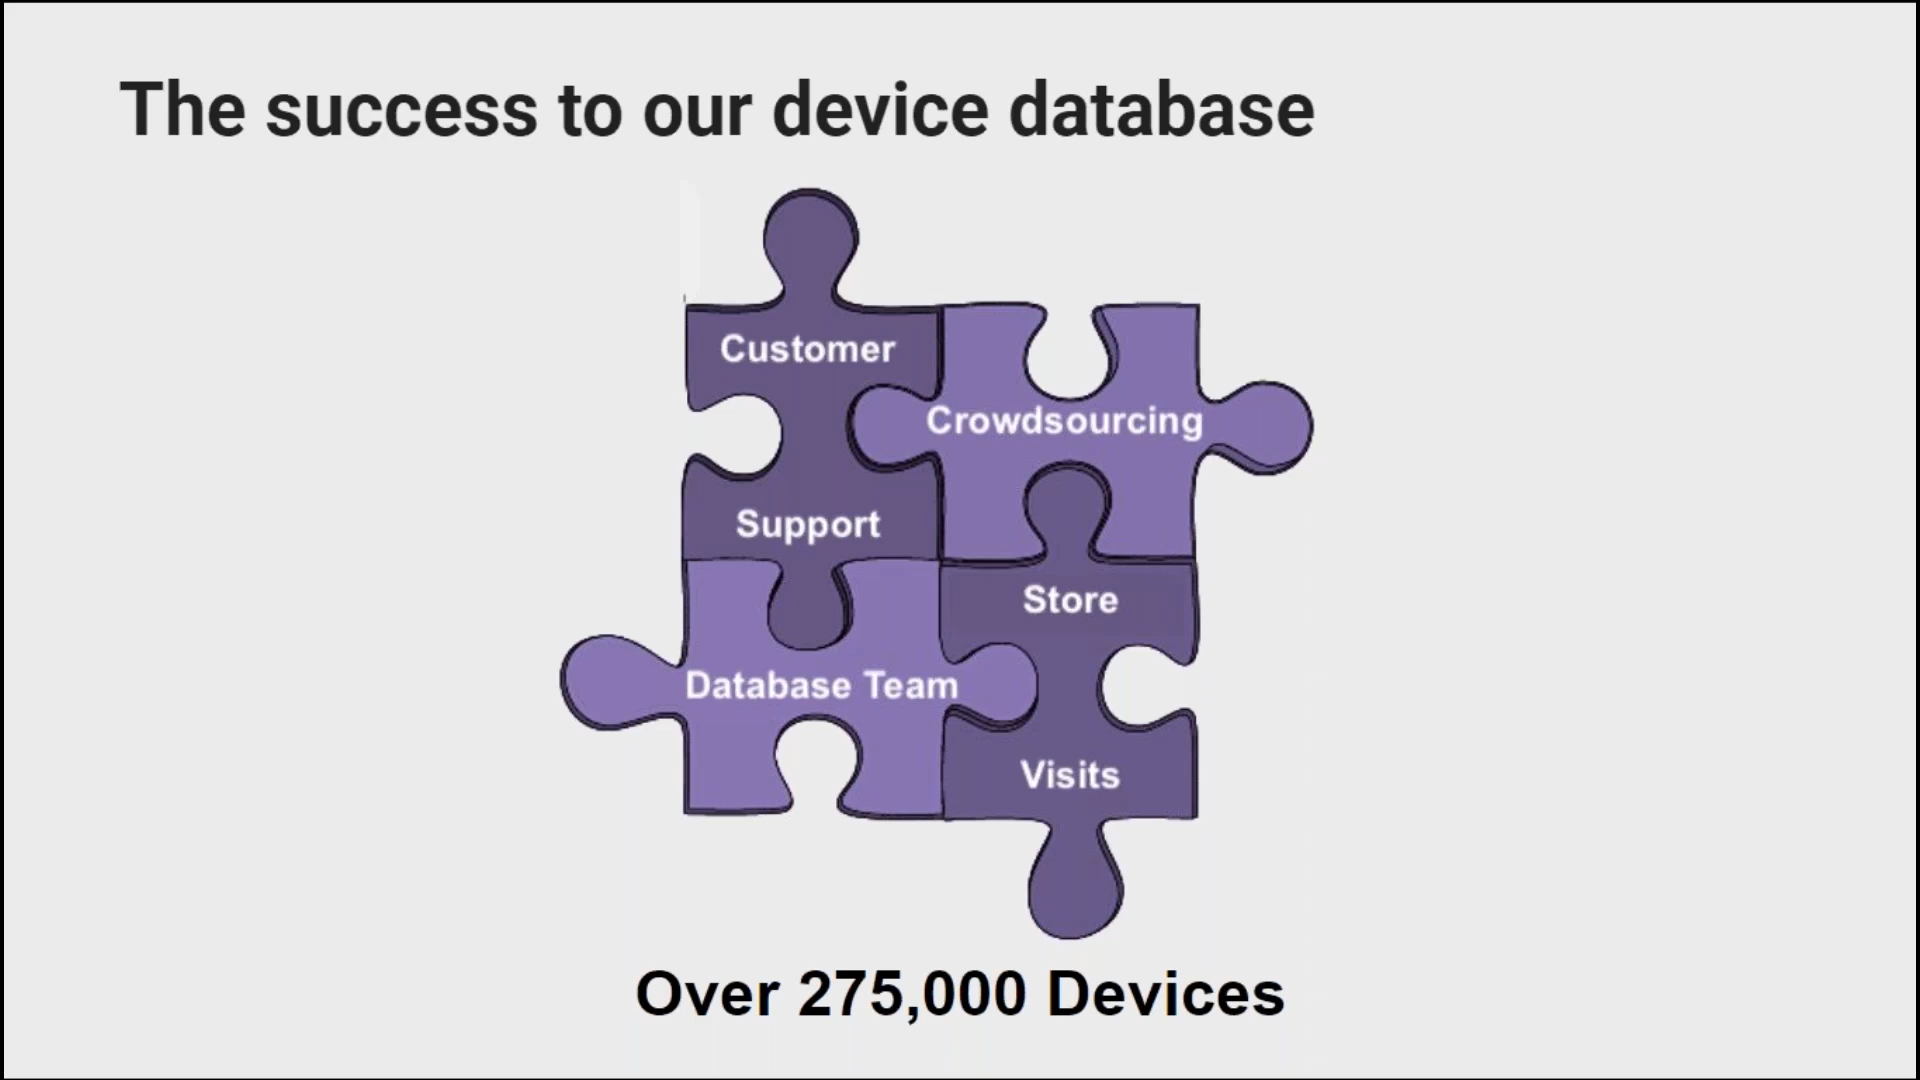 The success to our device database
Customer
Support
Crowdsourcing
Database Team
Store
Visits
Over 275,000 Devices